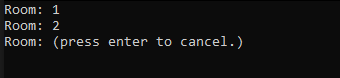 Room: 1
Room: 2
Room: (press enter to cancel.)